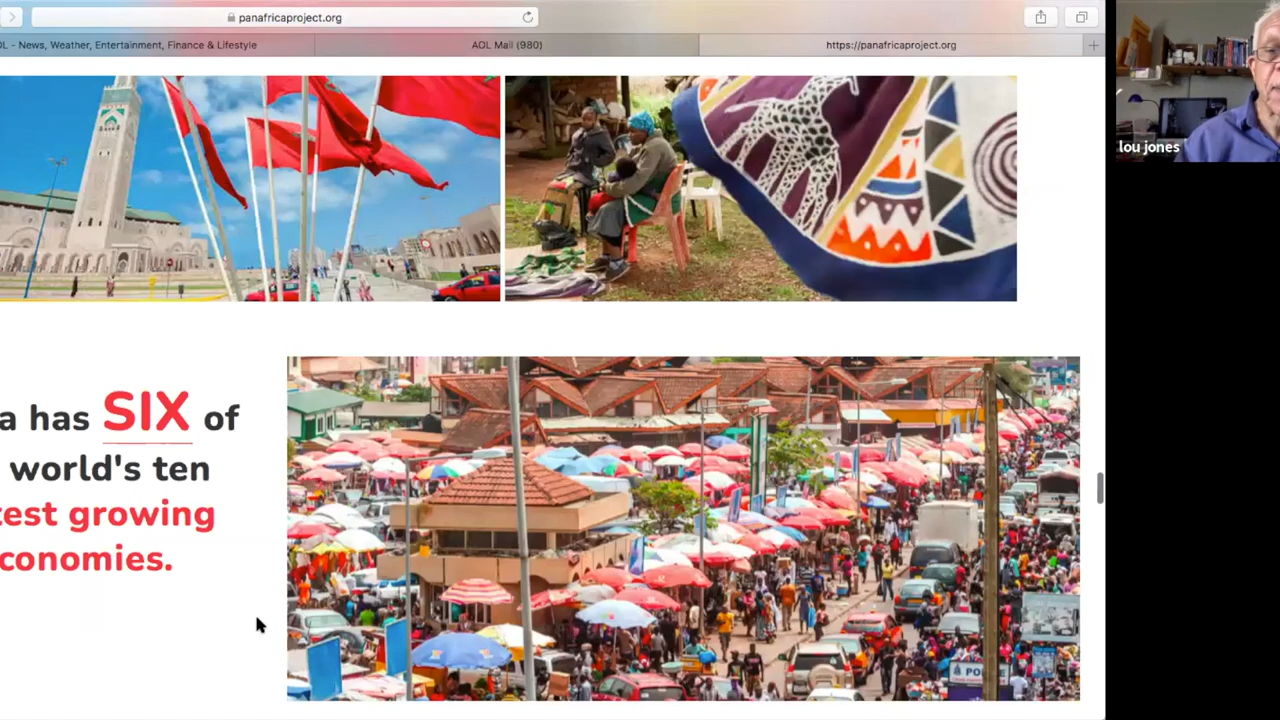 panafricaproject.org
OL - News, Weather, Entertainment, Finance & Lifestyle
AOL Mail (980)
https://panafricaproject.org
lou jones
a has SIX of
world's ten
test growing
conomies.